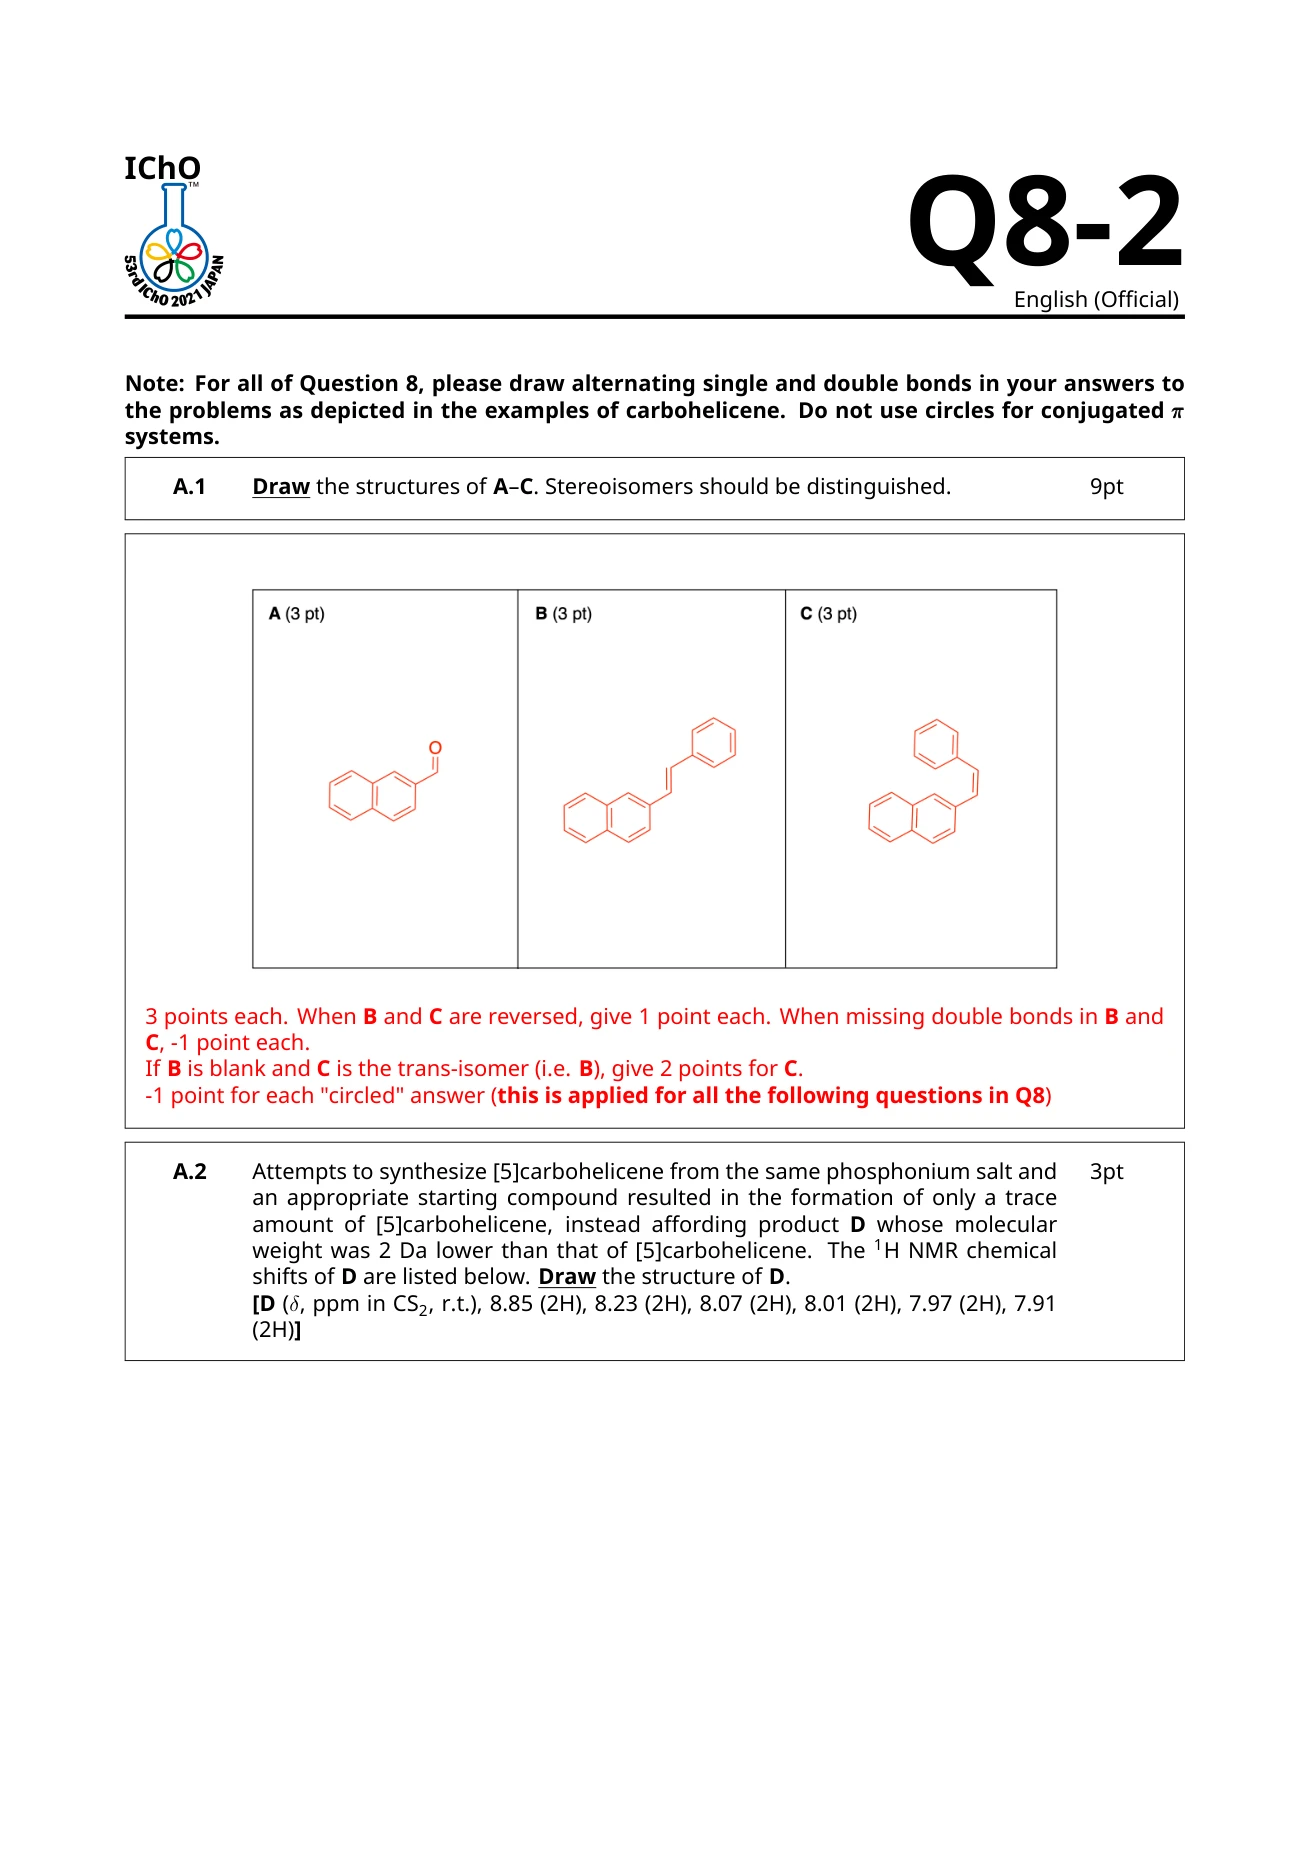 IChO
TM
53rd IChO 2021 JAPAN
Q8-2
English (Official)
Note: For all of Question 8, please draw alternating single and double bonds in your answers to
the problems as depicted in the examples of carbohelicene. Do not use circles for conjugated π
systems.
A.1 Draw the structures of A–C. Stereoisomers should be distinguished. 9pt
A (3 pt) B (3 pt) C (3 pt)
O
3 points each. When B and C are reversed, give 1 point each. When missing double bonds in B and
C, -1 point each.
If B is blank and C is the trans-isomer (i.e. B), give 2 points for C.
-1 point for each "circled" answer (this is applied for all the following questions in Q8)
A.2 Attempts to synthesize [5]carbohelicene from the same phosphonium salt and 3pt
an appropriate starting compound resulted in the formation of only a trace
amount of [5]carbohelicene, instead affording product D whose molecular
weight was 2 Da lower than that of [5]carbohelicene. The ¹H NMR chemical
shifts of D are listed below. Draw the structure of D.
[D (δ, ppm in CS₂, r.t.), 8.85 (2H), 8.23 (2H), 8.07 (2H), 8.01 (2H), 7.97 (2H), 7.91
(2H)]